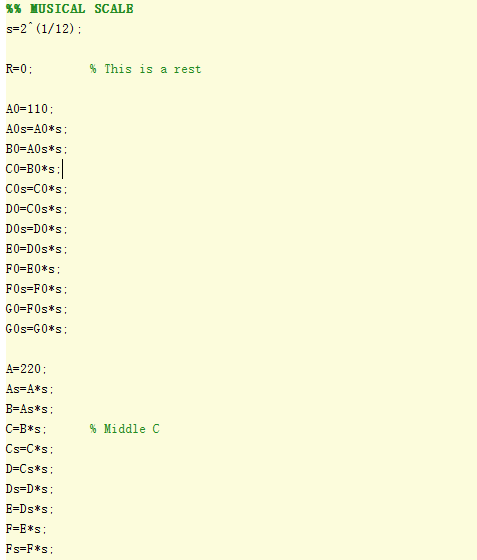 %% MUSICAL SCALE
s=2^(1/12);
R=0; % This is a rest
A0=110;
A0s=A0*s;
B0=A0s*s;
C0=B0*s;
C0s=C0*s;
D0=C0s*s;
D0s=D0*s;
E0=D0s*s;
F0=E0*s;
F0s=F0*s;
G0=F0s*s;
G0s=G0*s;
A=220;
As=A*s;
B=As*s;
C=B*s; % Middle C
Cs=C*s;
D=Cs*s;
Ds=D*s;
E=Ds*s;
F=E*s;
Fs=F*s;